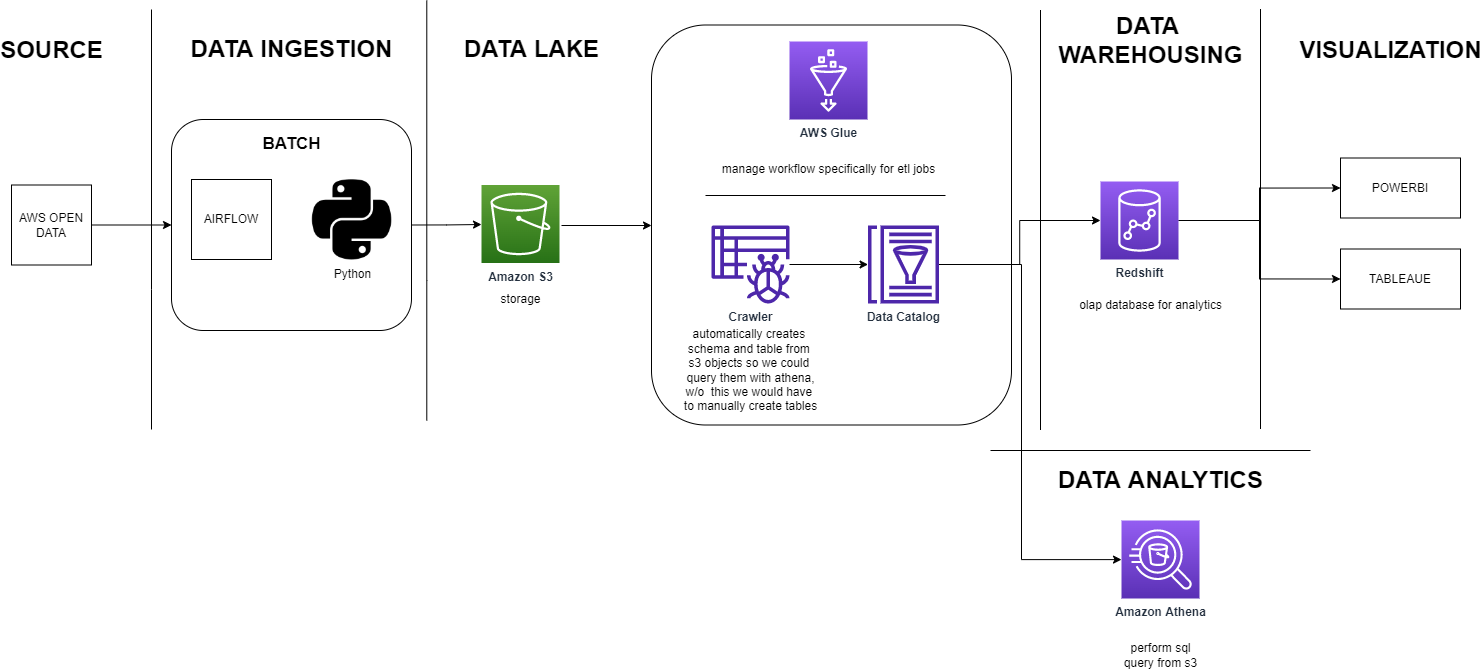 SOURCE
DATA INGESTION
DATA LAKE
DATA
WAREHOUSING
VISUALIZATION
BATCH
AWS OPEN
DATA
AIRFLOW
Python
Amazon S3
storage
AWS Glue
manage workflow specifically for etl jobs
Crawler
automatically creates
schema and table from
s3 objects so we could
query them with athena,
w/o  this we would have
to manually create tables
Data Catalog
Redshift
olap database for analytics
POWERBI
TABLEAUE
DATA ANALYTICS
Amazon Athena
perform sql
query from s3